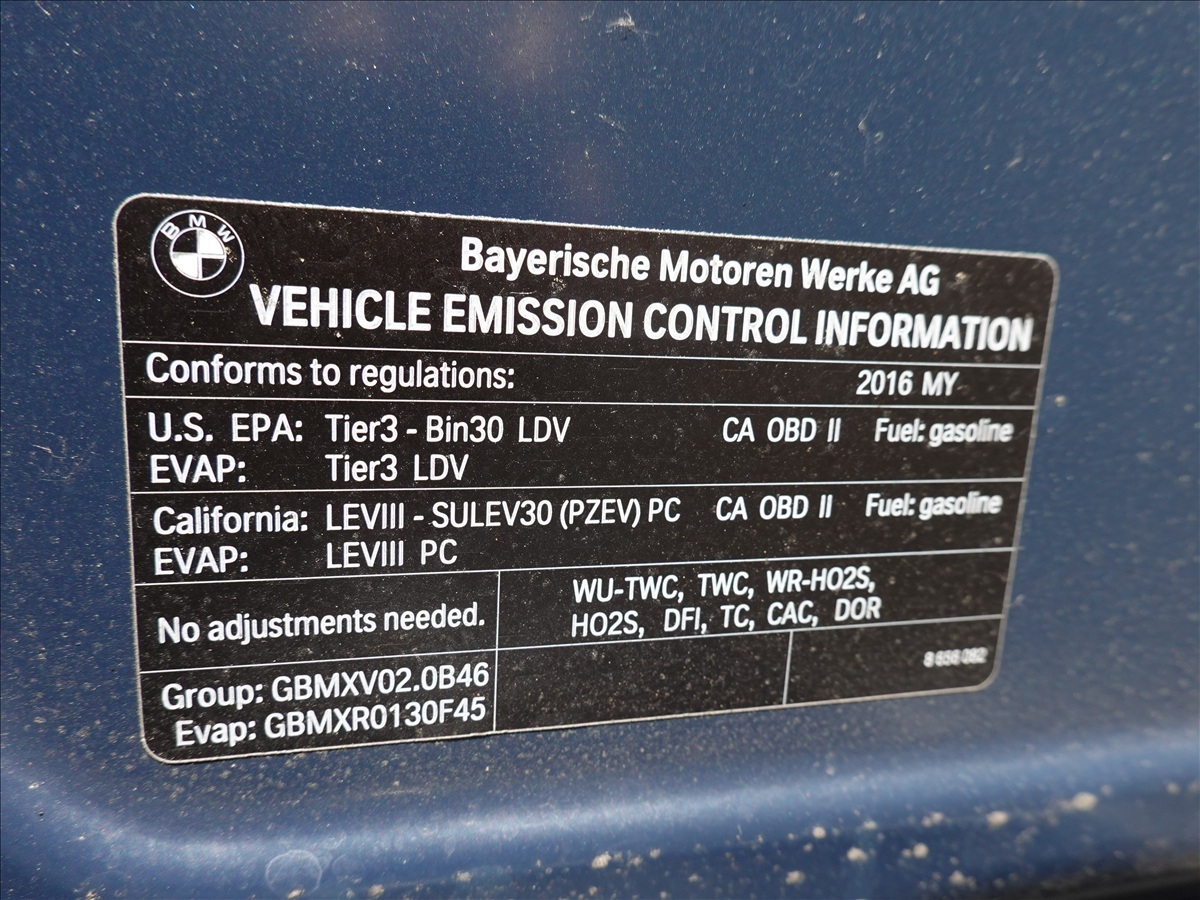 BMW
Bayerische Motoren Werke AG
VEHICLE EMISSION CONTROL INFORMATION
Conforms to regulations: 2016 MY
U.S. EPA: Tier3 - Bin30 LDV CA OBD II Fuel: gasoline
EVAP: Tier3 LDV
California: LEVIII - SULEV30 (PZEV) PC CA OBD II Fuel: gasoline
EVAP: LEVIII PC
No adjustments needed.
WU-TWC, TWC, WR-HO2S,
HO2S, DFI, TC, CAC, DOR
Group: GBMXV02.0B46
Evap: GBMXR0130F45